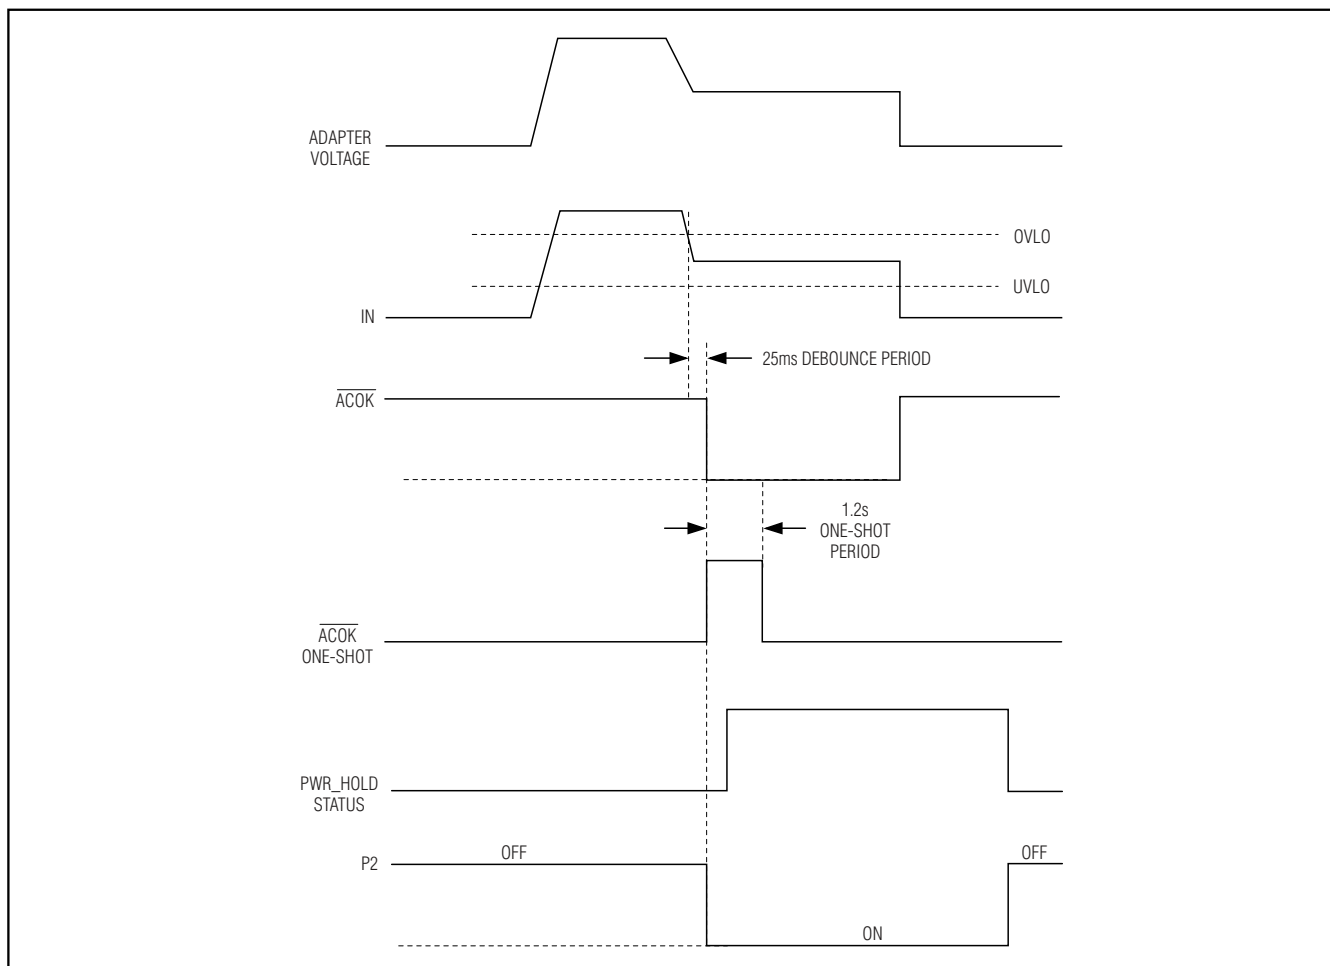 ADAPTER
VOLTAGE
OVLO
UVLO
IN
25ms DEBOUNCE PERIOD
ACOK
1.2s
ONE-SHOT
PERIOD
ACOK
ONE-SHOT
PWR_HOLD
STATUS
OFF
OFF
P2
ON